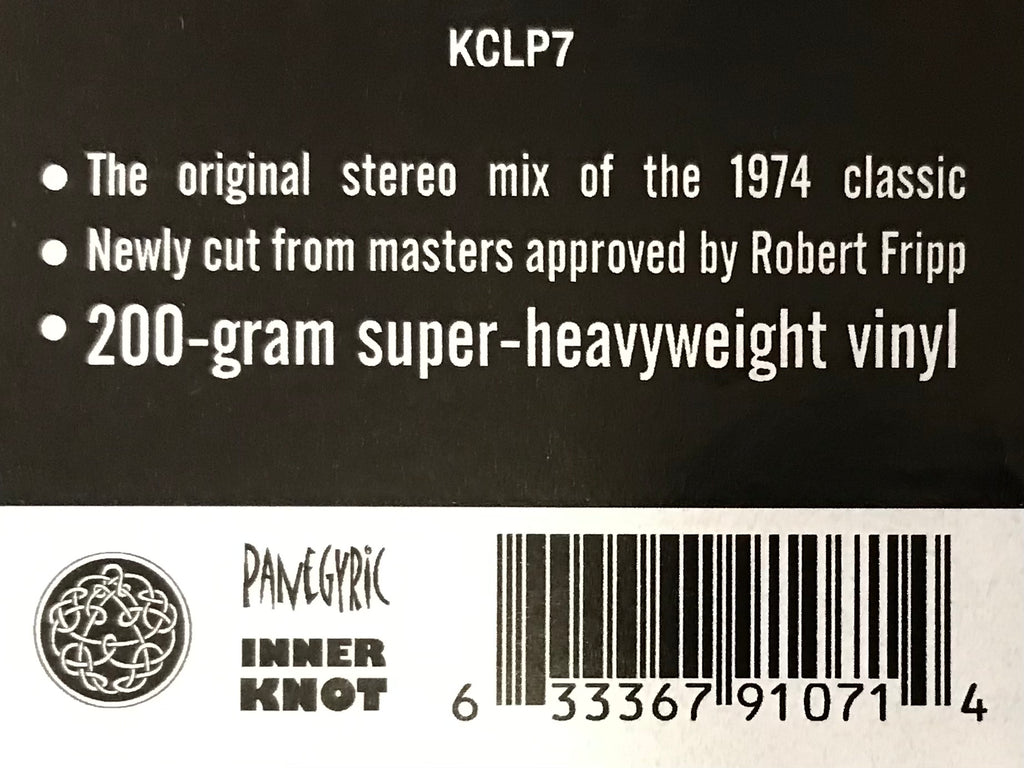 KCLP7
• The original stereo mix of the 1974 classic
• Newly cut from masters approved by Robert Fripp
• 200-gram super-heavyweight vinyl
PANEGYRIC
INNER
KNOT
6 33367 91071 4